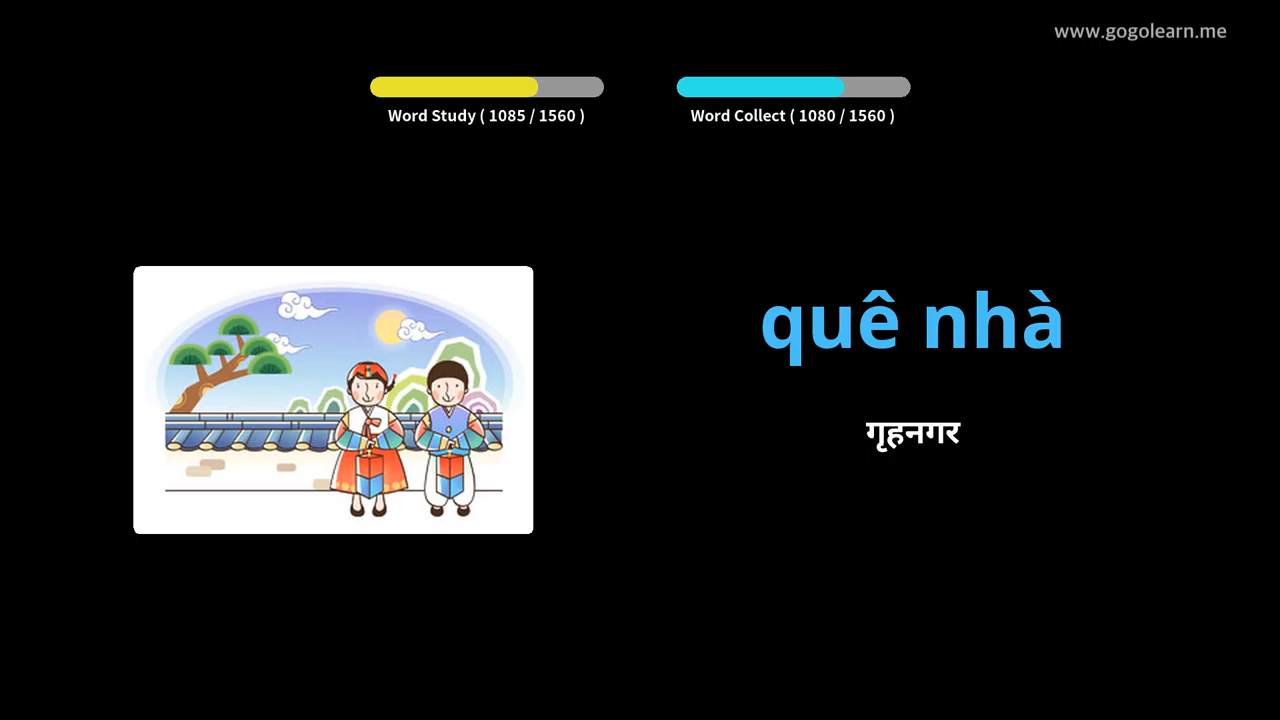 www.gogolearn.me
Word Study ( 1085 / 1560 )
Word Collect ( 1080 / 1560 )
quê nhà
गृहनगर